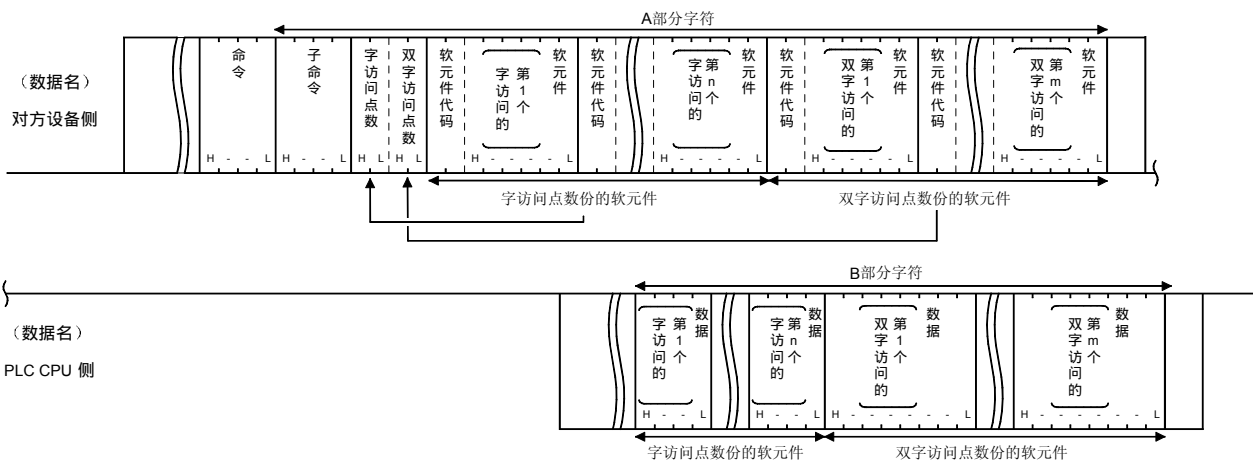 A部分字符
（数据名）
对方设备侧
命令
H - - L
子命令
H - - L
字访问点数
H L
双字访问点数
H L
软元件代码
字访问的
第1个
软元件
H - - - - L
软元件代码
字访问的
第n个
软元件
H - - - - L
软元件代码
双字访问的
第1个
软元件
H - - - - L
软元件代码
双字访问的
第m个
软元件
H - - - - L
字访问点数份的软元件
双字访问点数份的软元件
B部分字符
（数据名）
PLC CPU 侧
字访问的
第1个
数据
H - - L
字访问的
第n个
数据
H - - L
双字访问的
第1个
数据
H - - - - - - L
双字访问的
第m个
数据
H - - - - - - L
字访问点数份的软元件
双字访问点数份的软元件